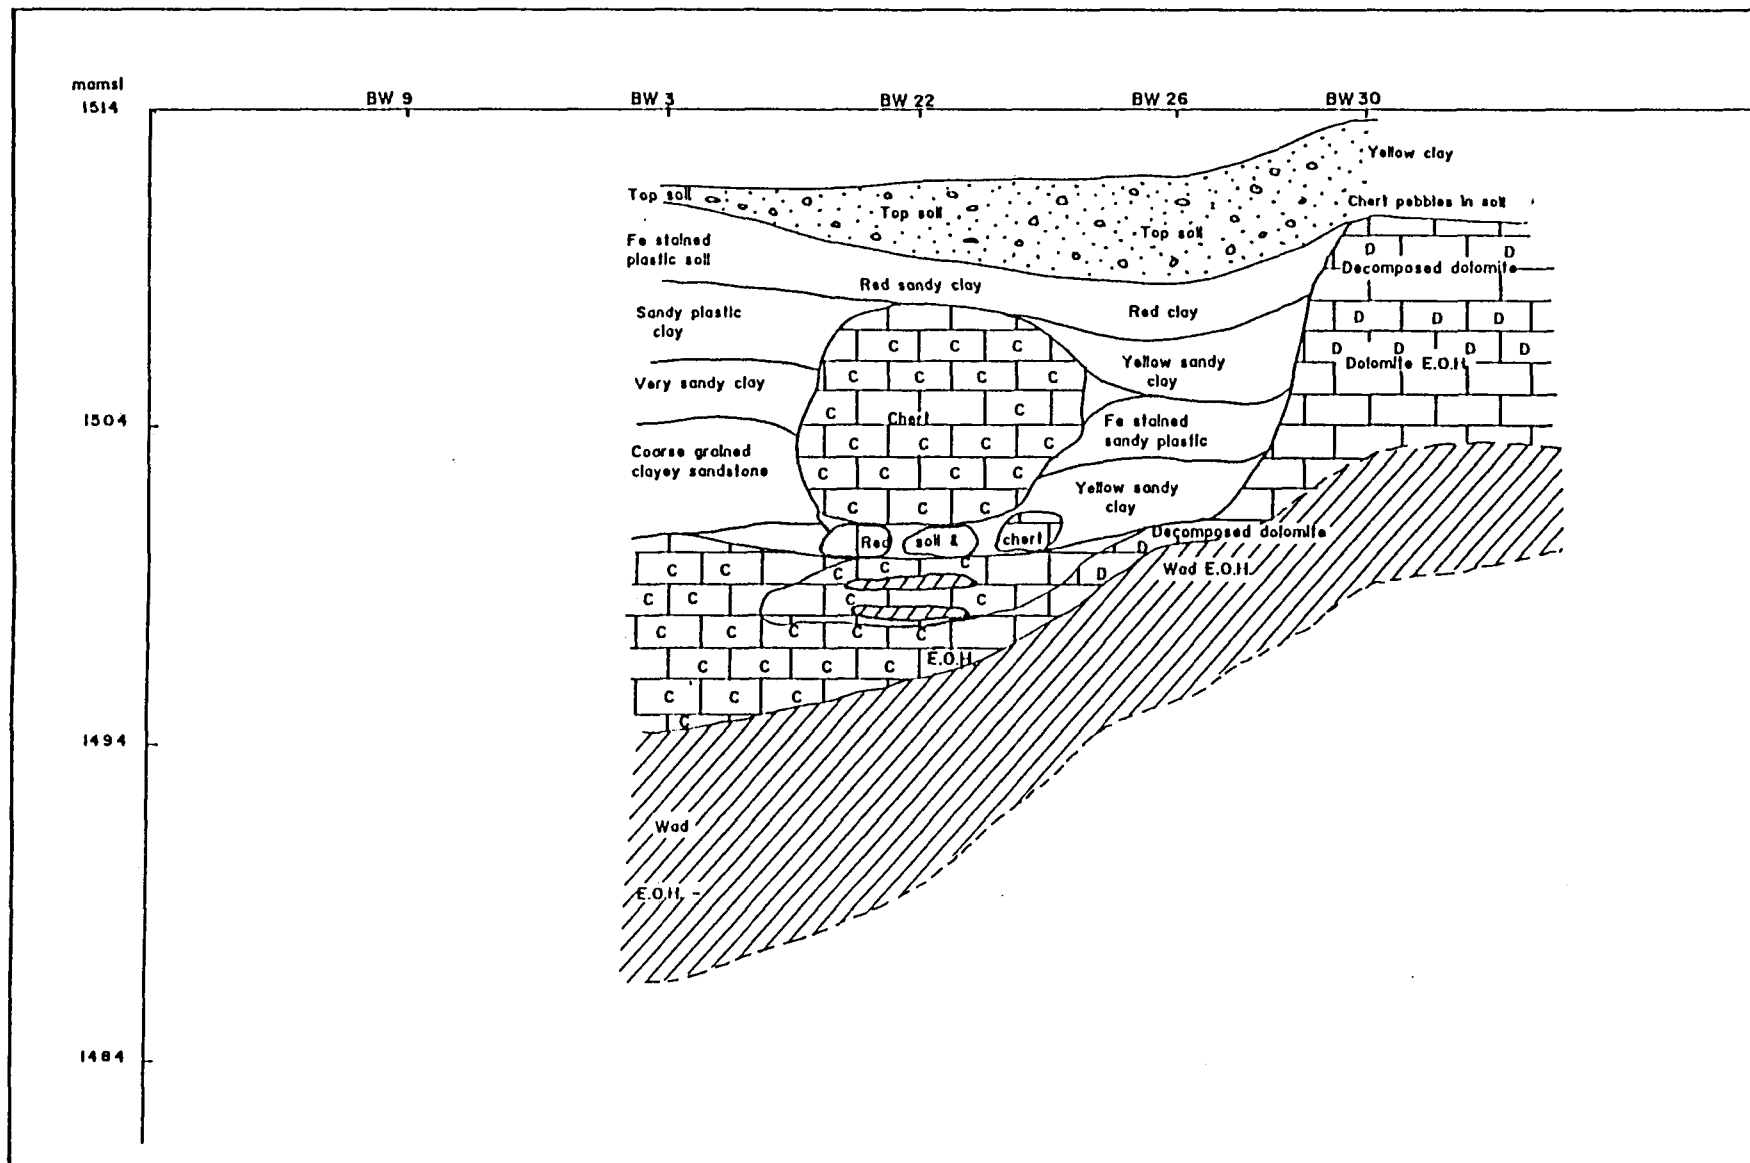 mamsl
1514
BW 9
BW 3
BW 22
BW 26
BW 30
Yellow clay
Top soil
Top soil
Top soil
Chert pebbles in soil
Fe stained
plastic soil
Red sandy clay
Decomposed dolomite
Sandy plastic
clay
Red clay
D D
D D D
D D D D
Dolomite E.O.H.
Very sandy clay
Yellow sandy
clay
C C C
C C C C
C Chert C
1504
Fe stained
sandy plastic
Coarse grained
clayey sandstone
C C C C
C C C C
C C C
Yellow sandy
clay
Red soil & chert
Decomposed dolomite
D
Wad E.O.H.
C C C C C D
C C C C
C C C C C
C C C C
E.O.H.
C C C
C
1494
Wad
E.O.H. -
1484